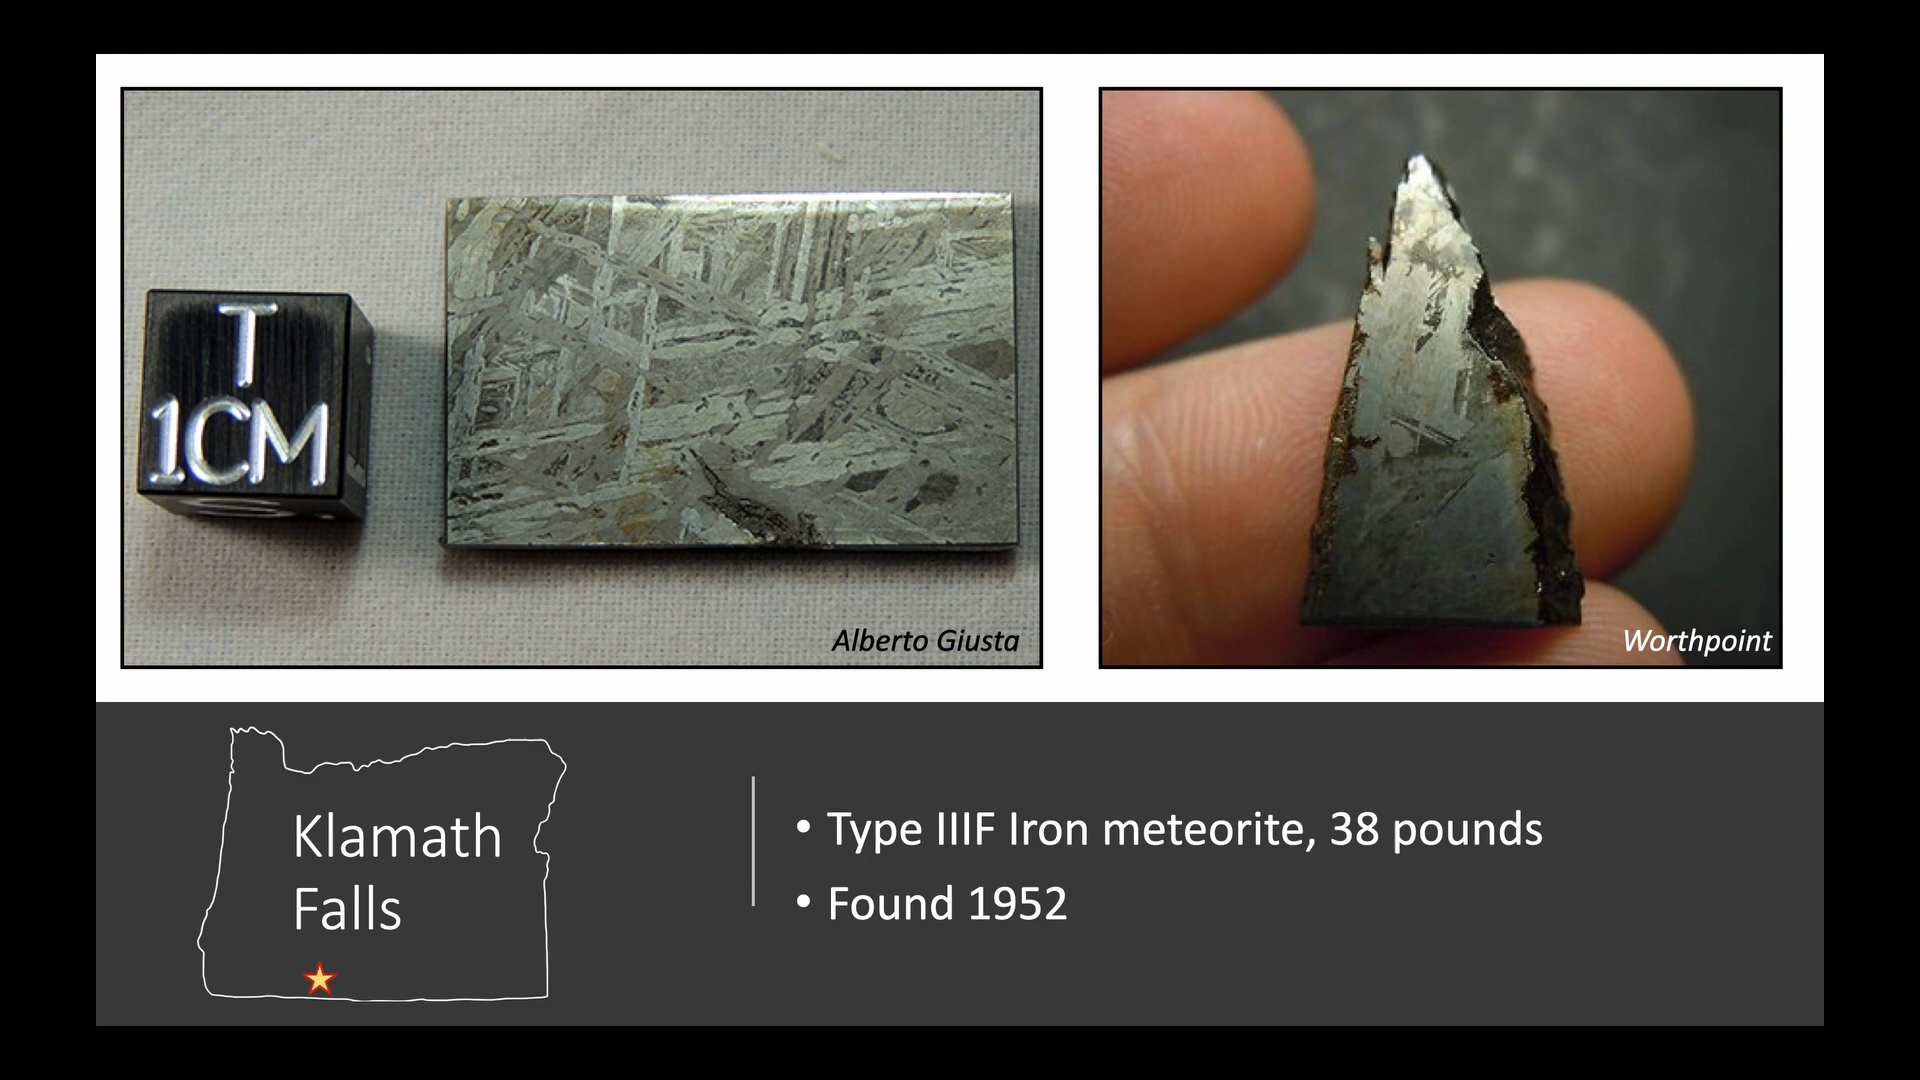 T
1CM
Alberto Giusta
Worthpoint
Klamath
Falls
• Type IIIF Iron meteorite, 38 pounds
• Found 1952